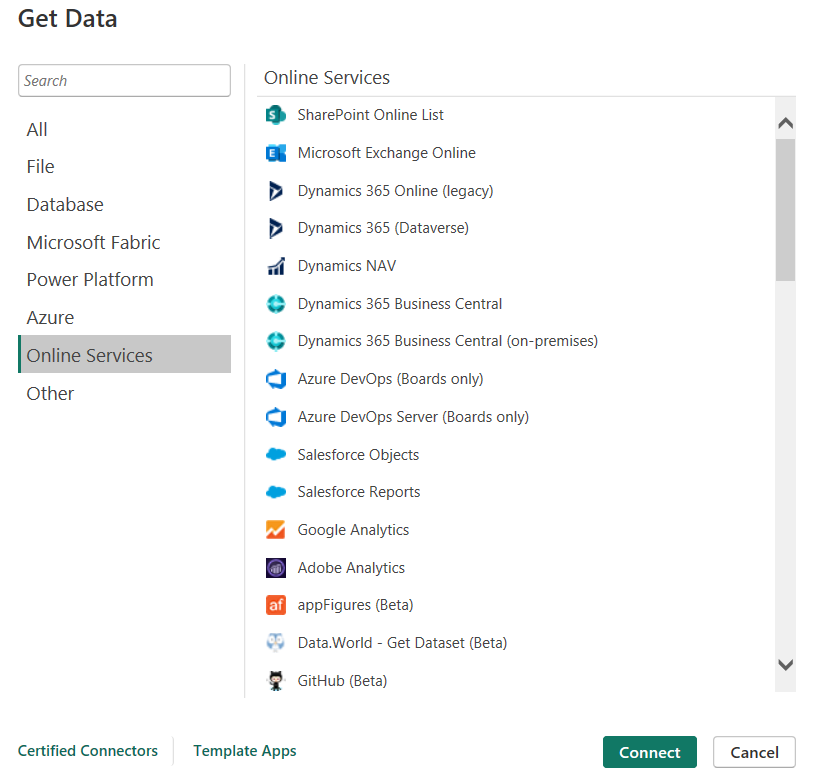 Get Data
Search
All
File
Database
Microsoft Fabric
Power Platform
Azure
Online Services
Other
Online Services
SharePoint Online List
Microsoft Exchange Online
Dynamics 365 Online (legacy)
Dynamics 365 (Dataverse)
Dynamics NAV
Dynamics 365 Business Central
Dynamics 365 Business Central (on-premises)
Azure DevOps (Boards only)
Azure DevOps Server (Boards only)
Salesforce Objects
Salesforce Reports
Google Analytics
Adobe Analytics
af appFigures (Beta)
Data.World - Get Dataset (Beta)
GitHub (Beta)
Certified Connectors
Template Apps
Connect
Cancel